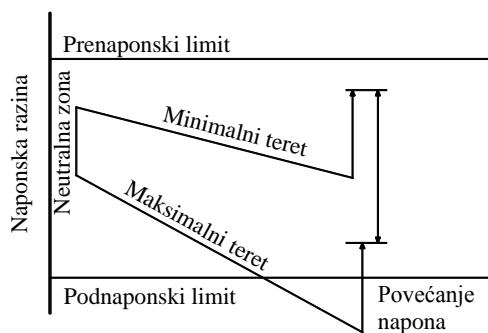 Prenaponski limit
Naponska razina
Neutralna zona
Minimalni teret
Maksimalni teret
Podnaponski limit
Povećanje
napona